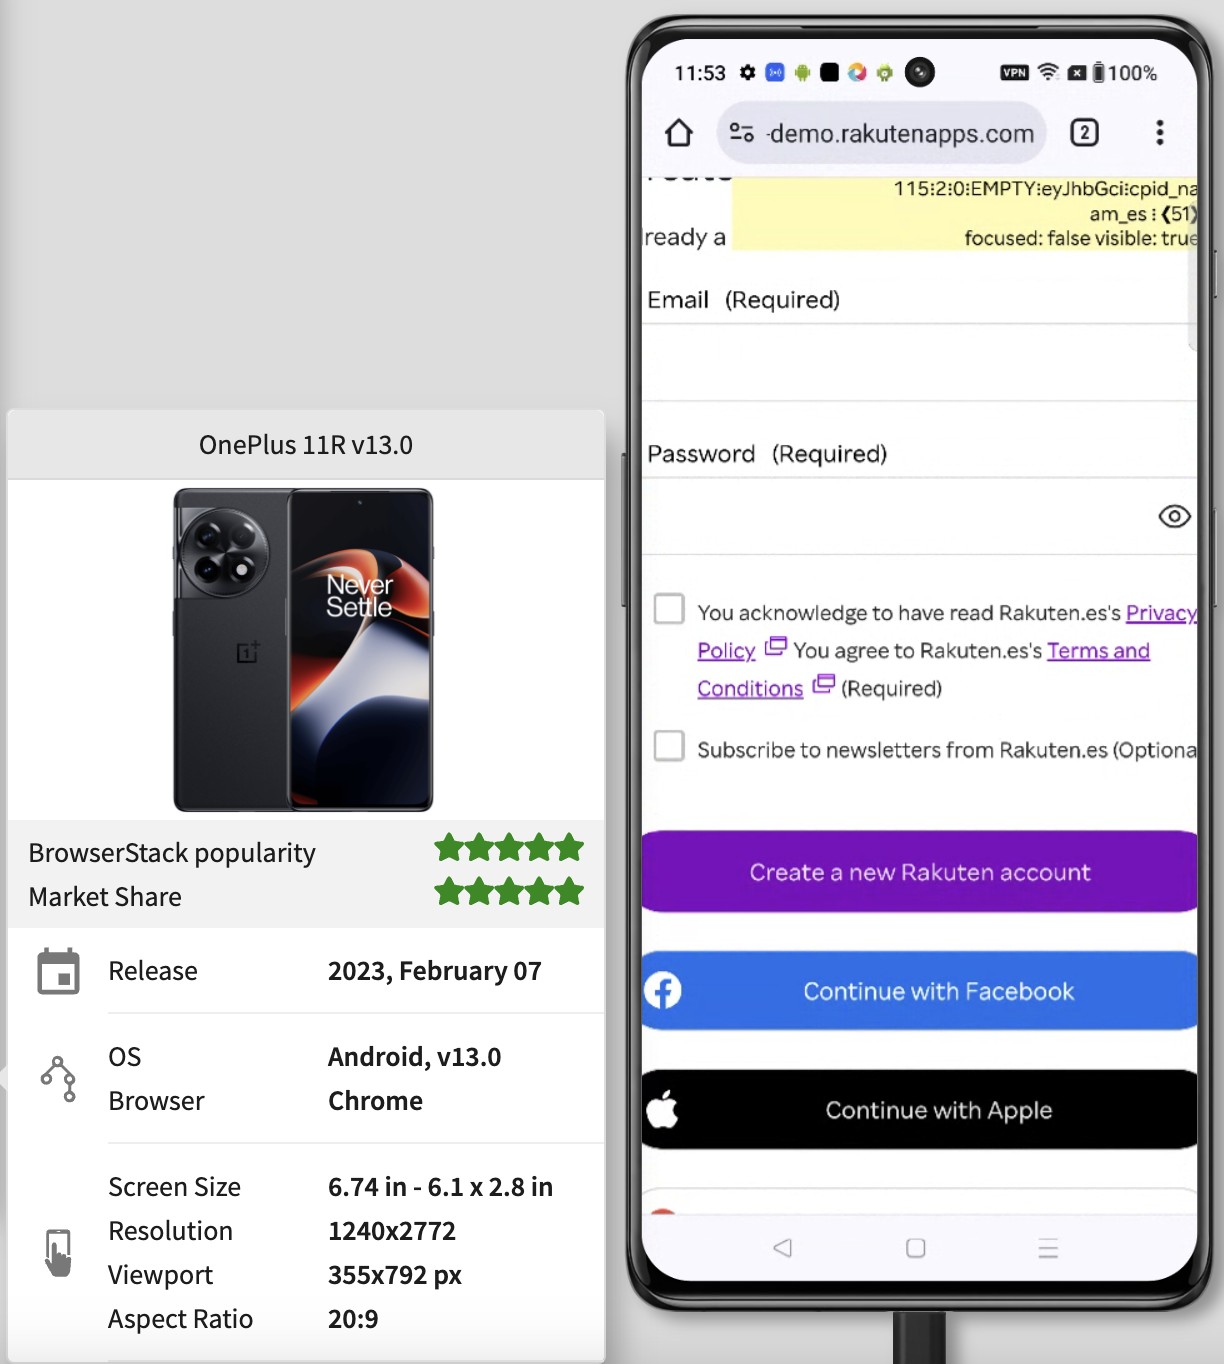 OnePlus 11R v13.0
Never
Settle
BrowserStack popularity
Market Share
Release 2023, February 07
OS Android, v13.0
Browser Chrome
Screen Size 6.74 in - 6.1 x 2.8 in
Resolution 1240x2772
Viewport 355x792 px
Aspect Ratio 20:9
11:53 VPN 100%
-demo.rakutenapps.com 2
115:2:0:EMPTY:eyJhbGci:cpid_na
am_es : ❮51❯
lready a
focused: false visible: true
Email (Required)
Password (Required)
You acknowledge to have read Rakuten.es's Privacy
Policy You agree to Rakuten.es's Terms and
Conditions (Required)
Subscribe to newsletters from Rakuten.es (Optiona
Create a new Rakuten account
Continue with Facebook
Continue with Apple